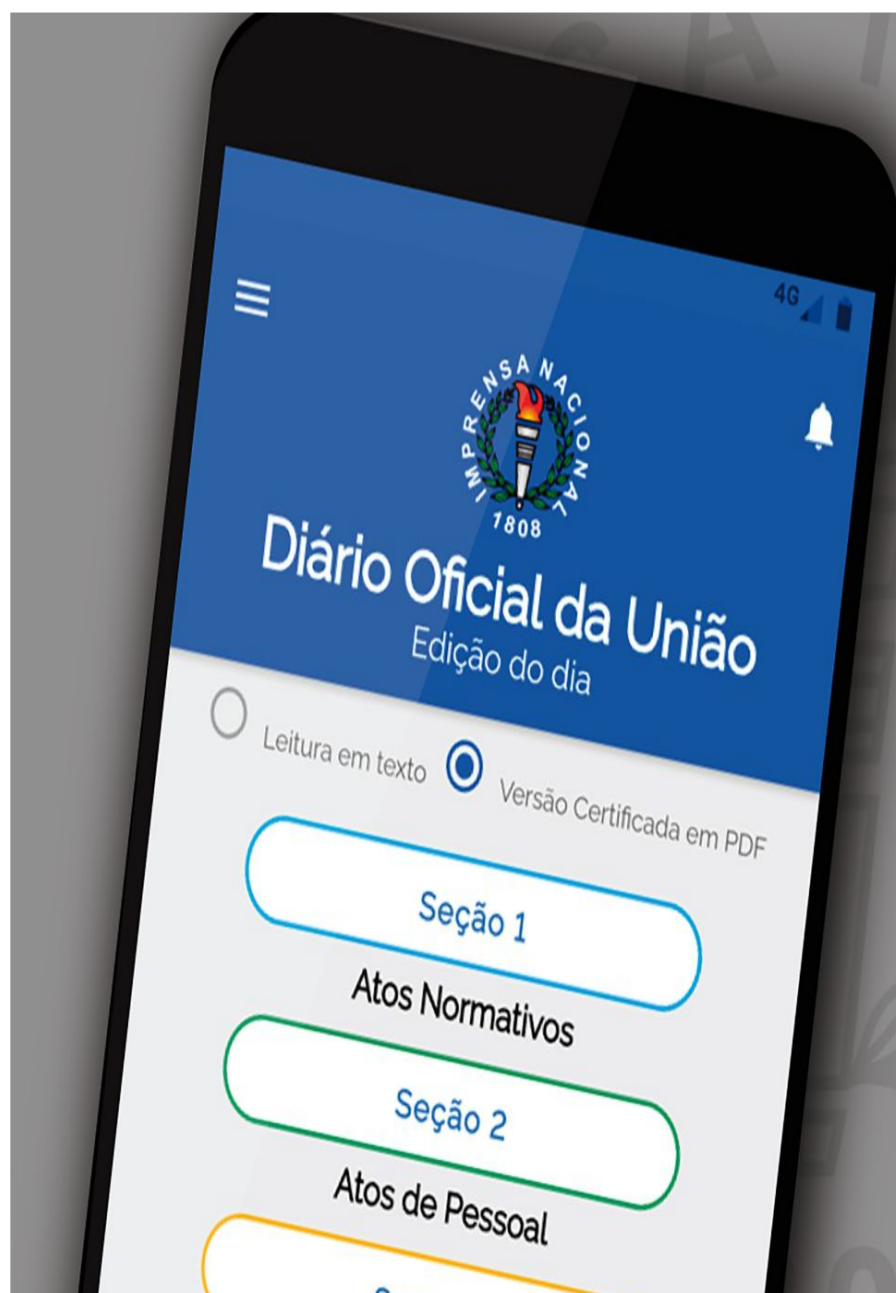 4G
IMPRENSA NACIONAL
1808
Diário Oficial da União
Edição do dia
Leitura em texto
Versão Certificada em PDF
Seção 1
Atos Normativos
Seção 2
Atos de Pessoal